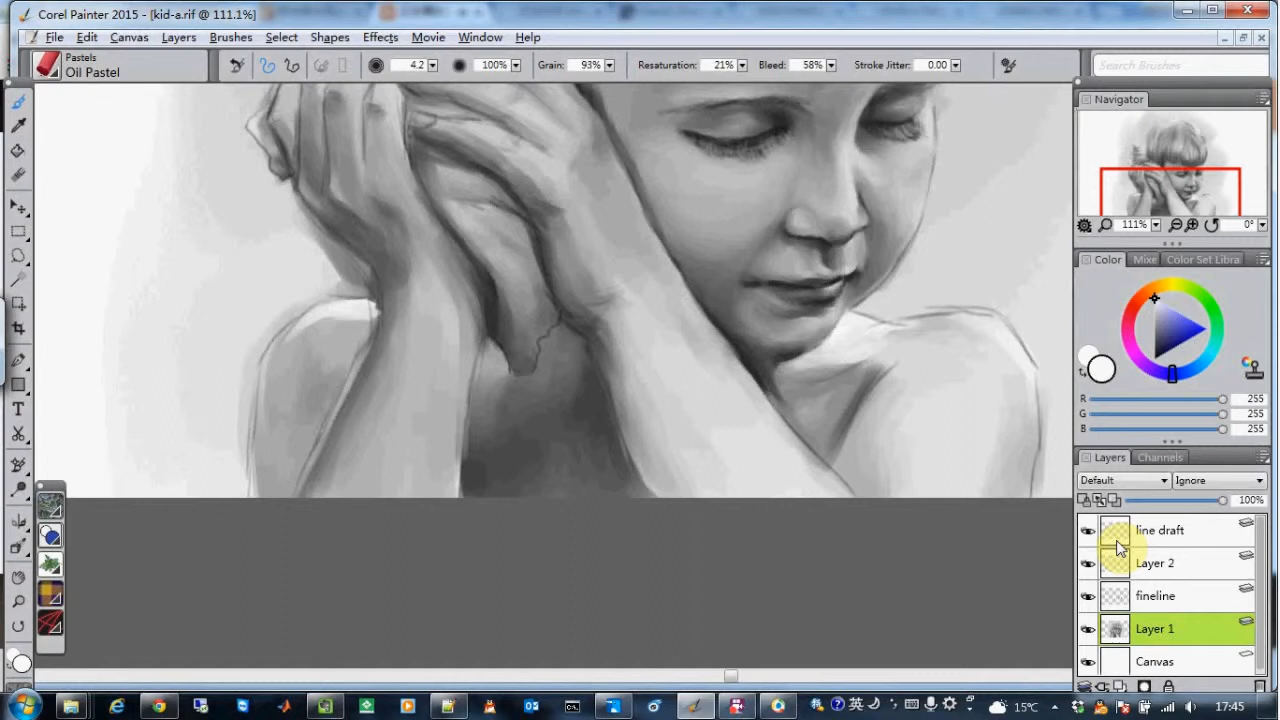 Corel Painter 2015 - [kid-a.rif @ 111.1%]
File Edit Canvas Layers Brushes Select Shapes Effects Movie Window Help
Pastels
Oil Pastel
4.2 100% Grain: 93% Resaturation: 21% Bleed: 58% Stroke Jitter: 0.00
Search Brushes
Navigator
111% 0°
Color Mixe Color Set Libra
R 255
G 255
B 255
Layers Channels
Default Ignore
100%
line draft
Layer 2
fineline
Layer 1
Canvas
T
英 15°C 17:45